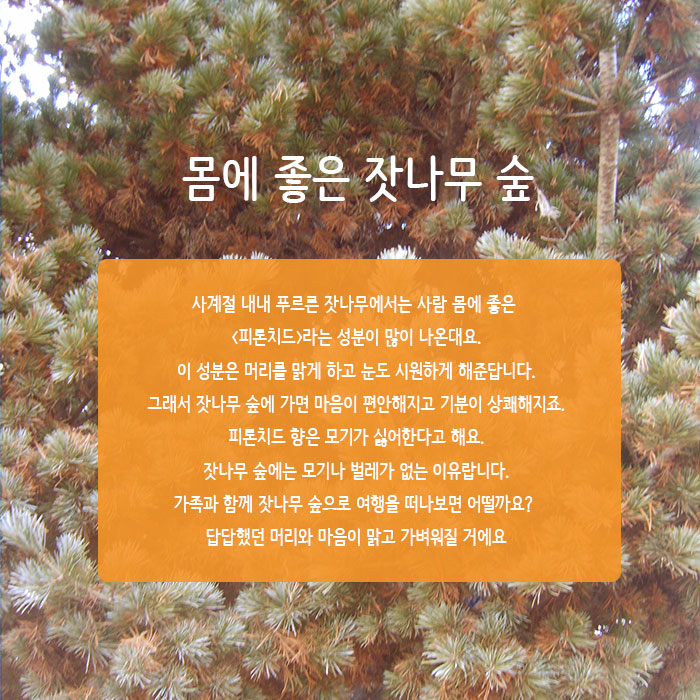 몸에 좋은 잣나무 숲
사계절 내내 푸르른 잣나무에서는 사람 몸에 좋은
<피론치드>라는 성분이 많이 나온대요.
이 성분은 머리를 맑게 하고 눈도 시원하게 해준답니다.
그래서 잣나무 숲에 가면 마음이 편안해지고 기분이 상쾌해지죠.
피론치드 향은 모기가 싫어한다고 해요.
잣나무 숲에는 모기나 벌레가 없는 이유랍니다.
가족과 함께 잣나무 숲으로 여행을 떠나보면 어떨까요?
답답했던 머리와 마음이 맑고 가벼워질 거에요